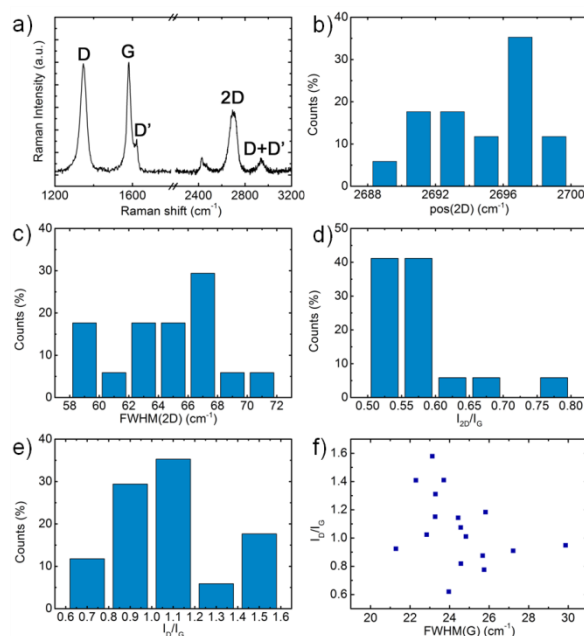 a)
D
G
D'
2D
D+D'
Raman Intensity (a.u.)
1200 1600 2400 2800 3200
Raman shift (cm-1)
b)
40
30
20
10
0
Counts (%)
2688 2692 2696 2700
pos(2D) (cm-1)
c)
40
30
20
10
0
Counts (%)
58 60 62 64 66 68 70 72
FWHM(2D) (cm-1)
d)
50
40
30
20
10
0
Counts (%)
0.50 0.55 0.60 0.65 0.70 0.75 0.80
I2D/IG
e)
40
30
20
10
0
Counts (%)
0.6 0.7 0.8 0.9 1.0 1.1 1.2 1.3 1.4 1.5 1.6
ID/IG
f)
1.6
1.4
1.2
1.0
0.8
0.6
ID/IG
20 22 24 26 28 30
FWHM(G) (cm-1)